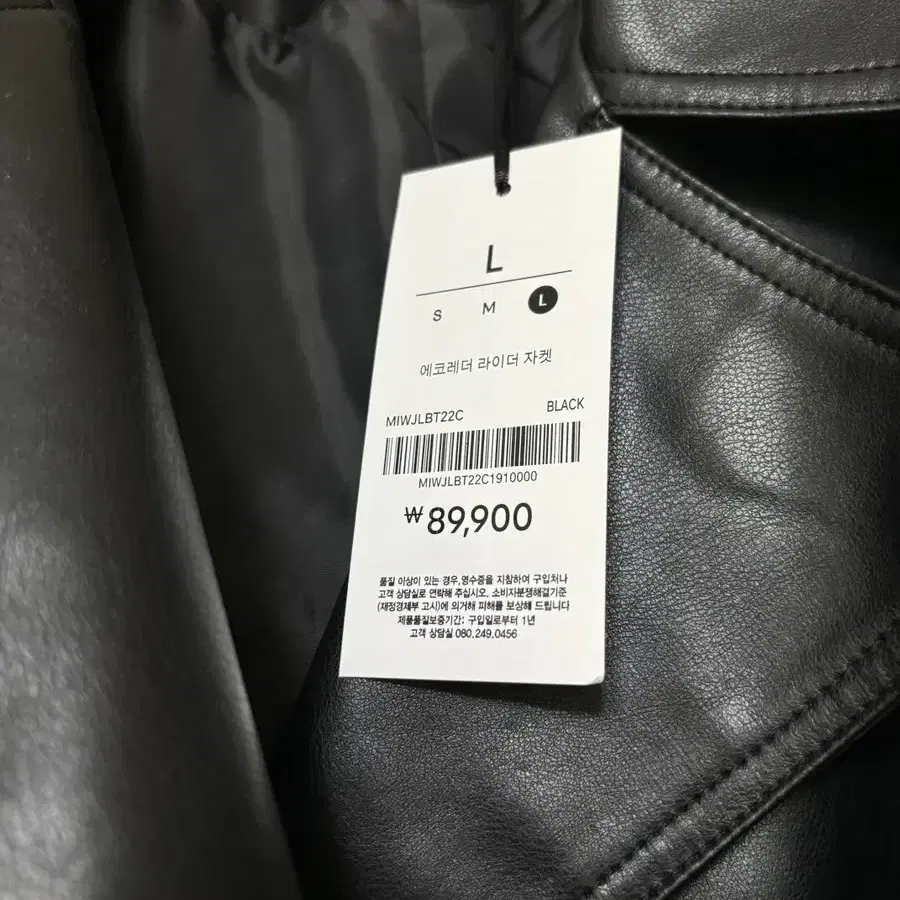 L
S M L
에코레더 라이더 자켓
MIWJLBT22C BLACK
MIWJLBT22C1910000
₩89,900
품질 이상이 있는 경우,영수증을 지참하여 구입처나
고객 상담실로 연락해 주십시오. 소비자분쟁해결기준
(재정경제부 고시)에 의거해 피해를 보상해 드립니다
제품품질보증기간: 구입일로부터 1년
고객 상담실 080.249.0456